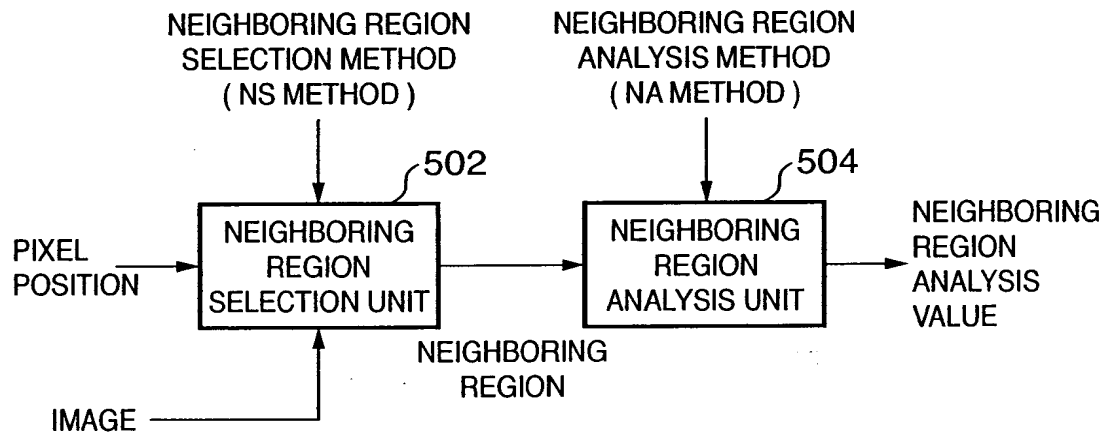 NEIGHBORING REGION
SELECTION METHOD
( NS METHOD )
NEIGHBORING REGION
ANALYSIS METHOD
( NA METHOD )
502
504
PIXEL
POSITION
NEIGHBORING
REGION
SELECTION UNIT
NEIGHBORING
REGION
ANALYSIS UNIT
NEIGHBORING
REGION
ANALYSIS
VALUE
NEIGHBORING
REGION
IMAGE